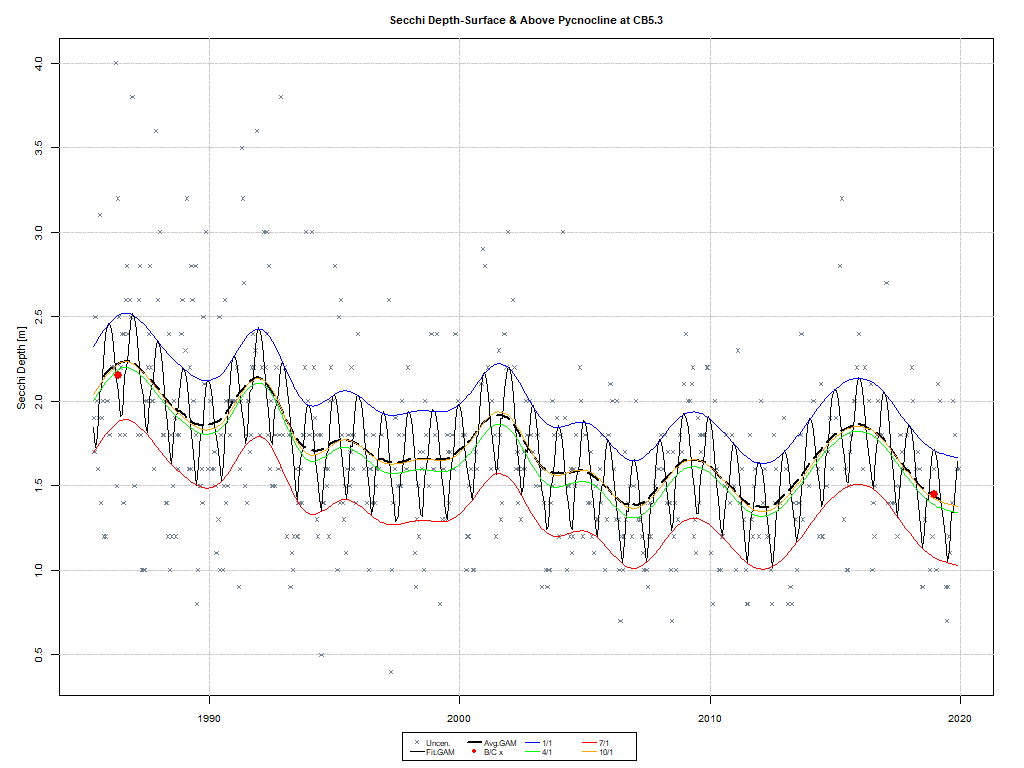 Secchi Depth-Surface & Above Pycnocline at CB5.3
Secchi Depth [m]
4.0
3.5
3.0
2.5
2.0
1.5
1.0
0.5
1990 2000 2010 2020
Uncen. Avg.GAM 1/1 7/1
Fit.GAM B/C x 4/1 10/1